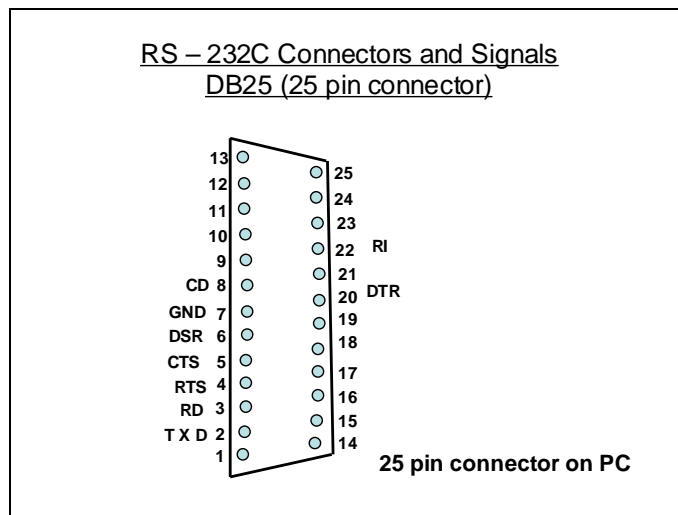 RS – 232C Connectors and Signals
DB25 (25 pin connector)
13
25
12
24
11
23
10
22 RI
9
21
CD 8
20 DTR
GND 7
19
DSR 6
18
CTS 5
17
RTS 4
16
RD 3
15
T X D 2
14
1
25 pin connector on PC